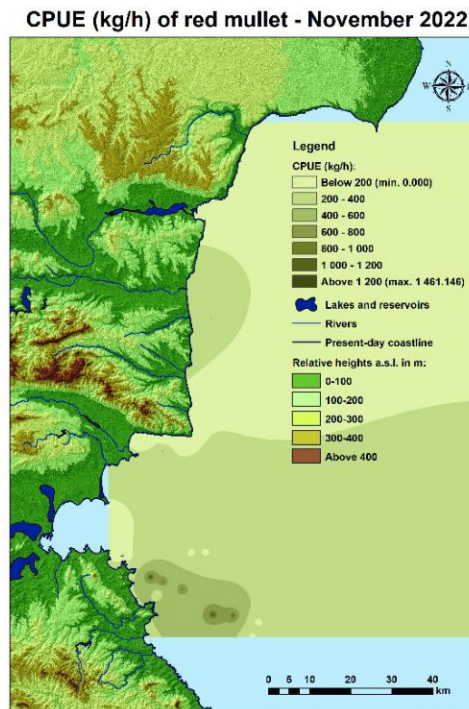 CPUE (kg/h) of red mullet - November 2022
N
W E
S
Legend
CPUE (kg/h):
Below 200 (min. 0.000)
200 - 400
400 - 600
600 - 800
800 - 1 000
1 000 - 1 200
Above 1 200 (max. 1 461.146)
Lakes and reservoirs
Rivers
Present-day coastline
Relative heights a.s.l. in m:
0-100
100-200
200-300
300-400
Above 400
0 5 10 20 30 40
km